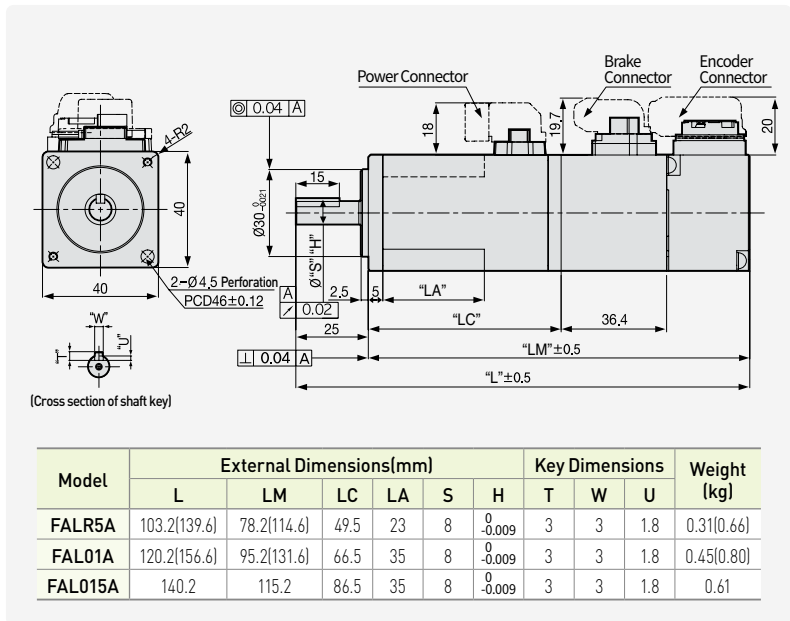 Power Connector
Brake
Connector
Encoder
Connector
◎ 0.04 A
4-R2
18
19.7
20
15
40
Ø30 0 -0.021
Ø"S" "H"
2-Ø4.5 Perforation
PCD46±0.12
40
A
↗ 0.02
2.5
5
"LA"
"LC"
36.4
25
"LM"±0.5
⊥ 0.04 A
"L"±0.5
"W"
"T"
"U"
(Cross section of shaft key)
Model External Dimensions(mm) Key Dimensions Weight (kg)
L LM LC LA S H T W U
FALR5A 103.2(139.6) 78.2(114.6) 49.5 23 8 0 -0.009 3 3 1.8 0.31(0.66)
FAL01A 120.2(156.6) 95.2(131.6) 66.5 35 8 0 -0.009 3 3 1.8 0.45(0.80)
FAL015A 140.2 115.2 86.5 35 8 0 -0.009 3 3 1.8 0.61